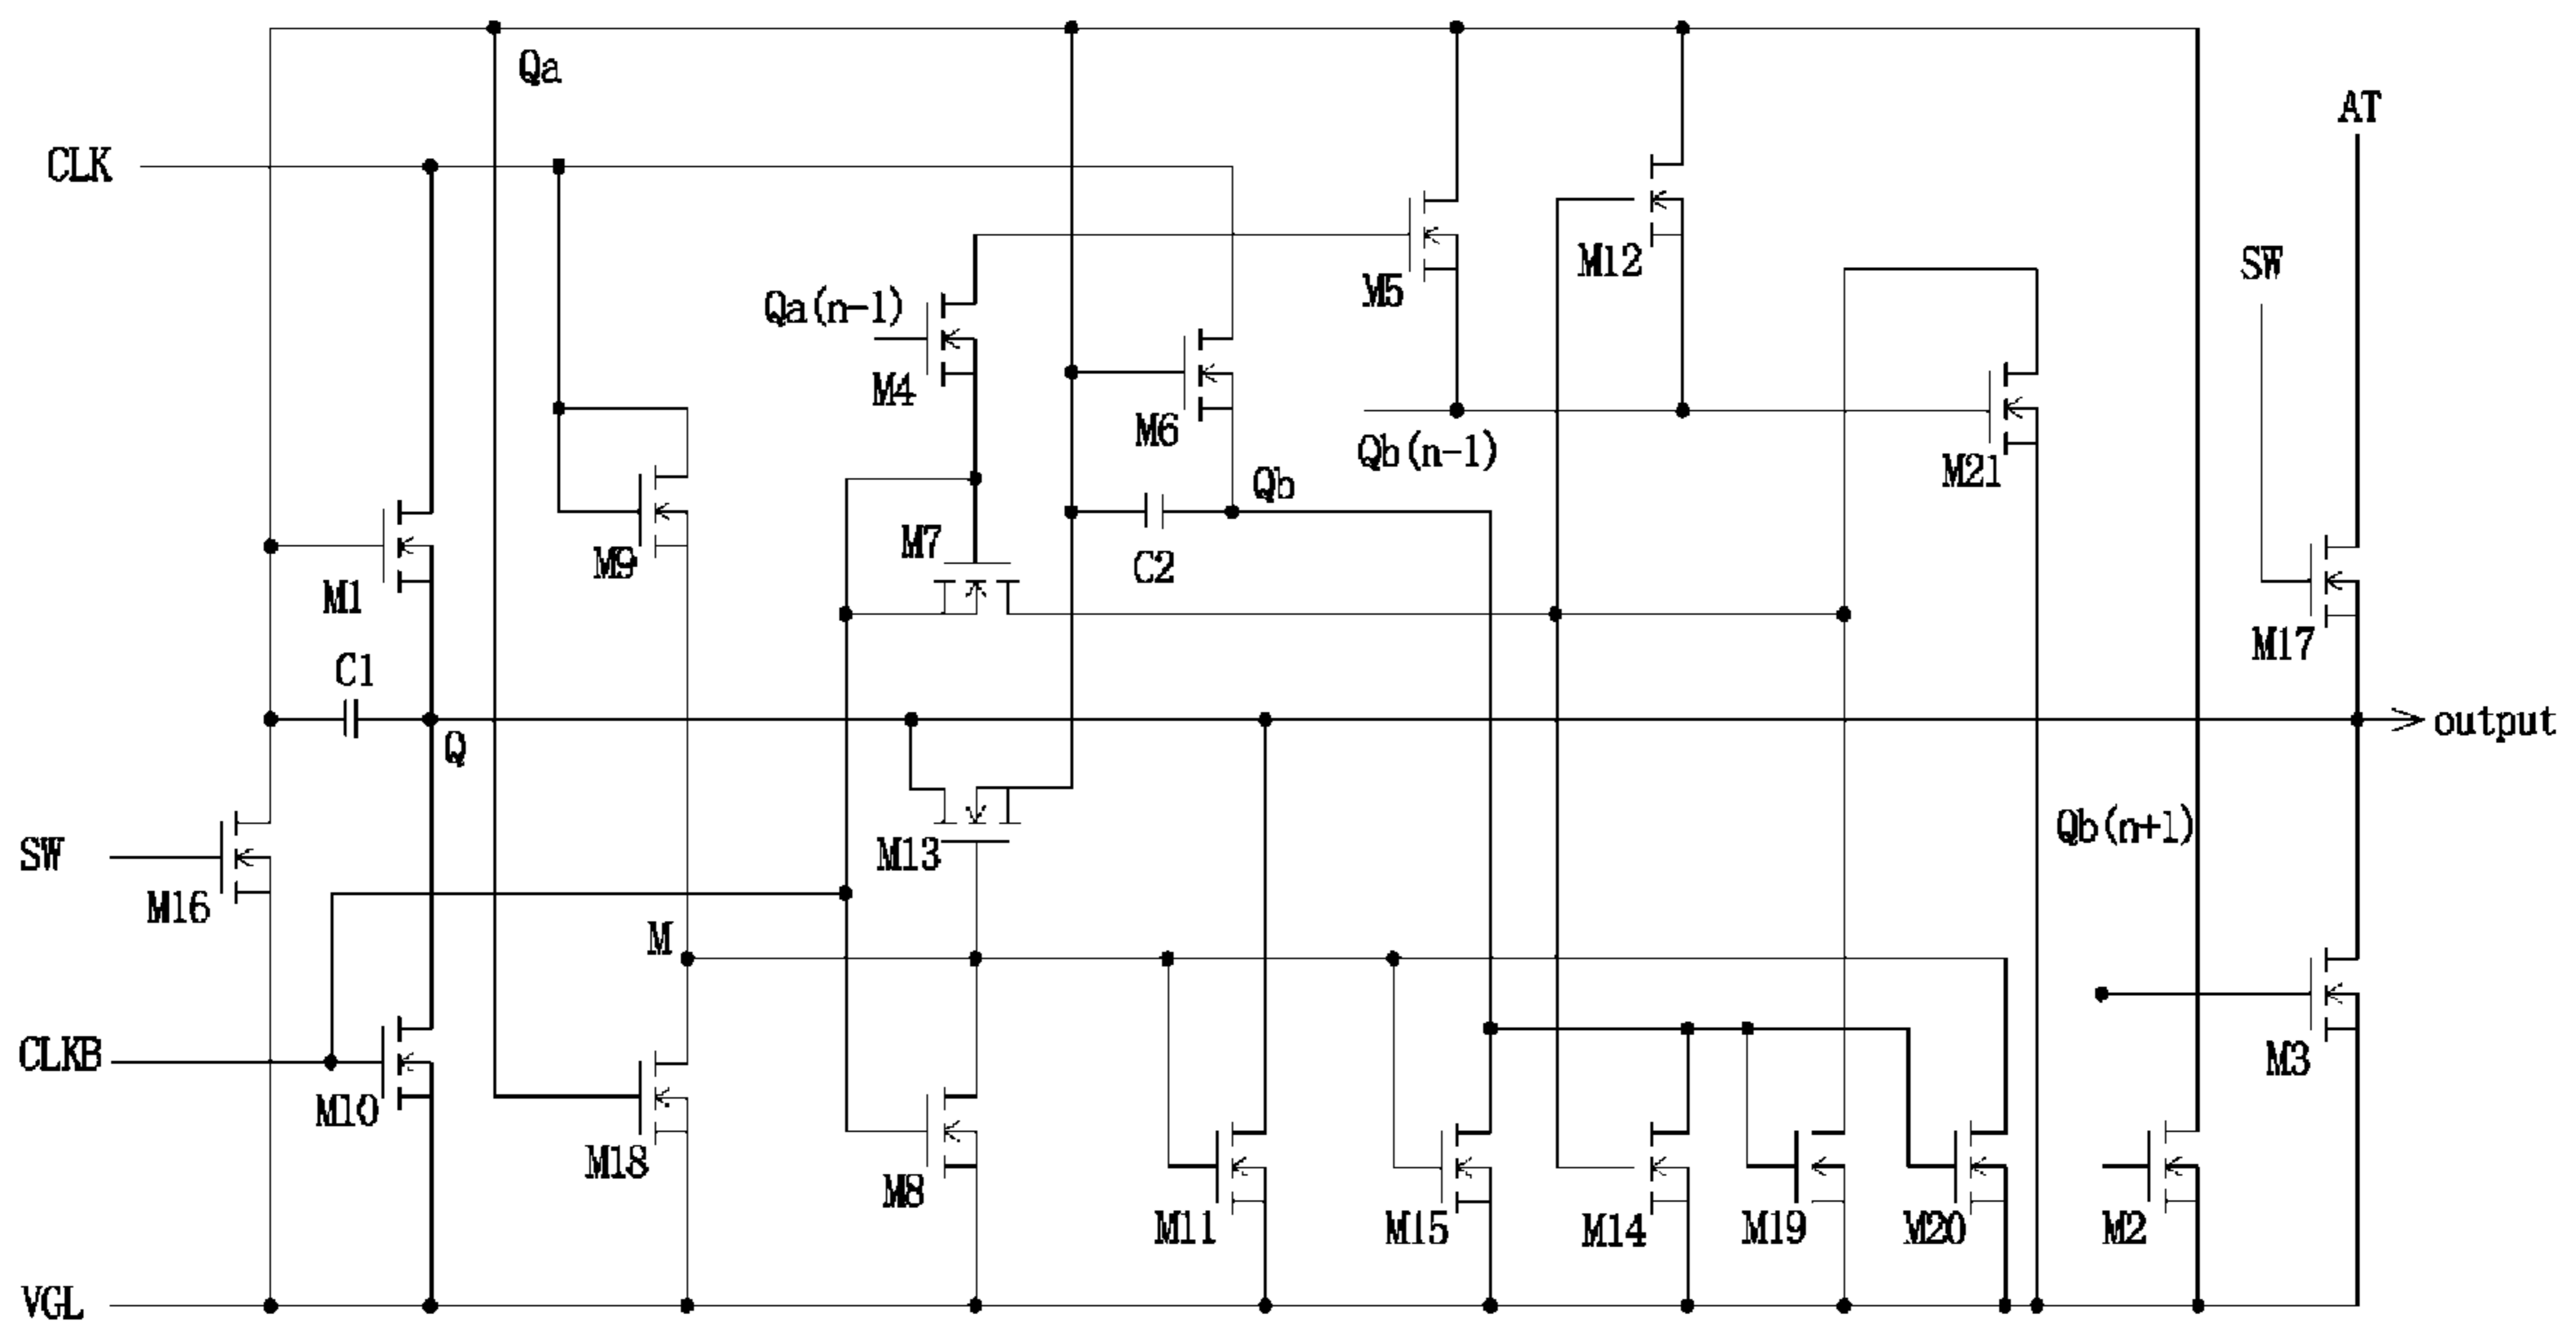 Qa
AT
CLK
SW
M12
Qa(n-1)
M5
M4
M6
Qb(n-1)
M21
Qb
M7
M9
C2
M1
M17
C1
output
Q
Qb(n+1)
SW
M13
M16
M
CLKB
M3
M10
M18
M8
M11
M15
M14
M19
M20
M2
VGL